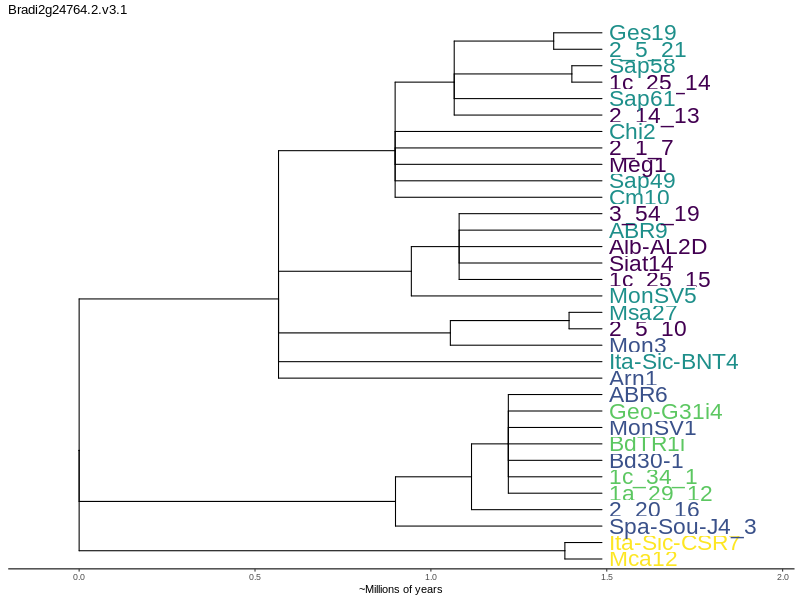 Bradi2g24764.2.v3.1
Ges19
2_5_21
Sap58
1c_25_14
Sap61
2_14_13
Chi2
2_1_7
Meg1
Sap49
Cm10
3_54_19
ABR9
Alb-AL2D
Siat14
1c_25_15
MonSV5
Msa27
2_5_10
Mon3
Ita-Sic-BNT4
Arn1
ABR6
Geo-G31i4
MonSV1
BdTR1i
Bd30-1
1c_34_1
1a_29_12
2_20_16
Spa-Sou-J4_3
Ita-Sic-CSR7
Mca12
0.0 0.5 1.0 1.5 2.0
~Millions of years